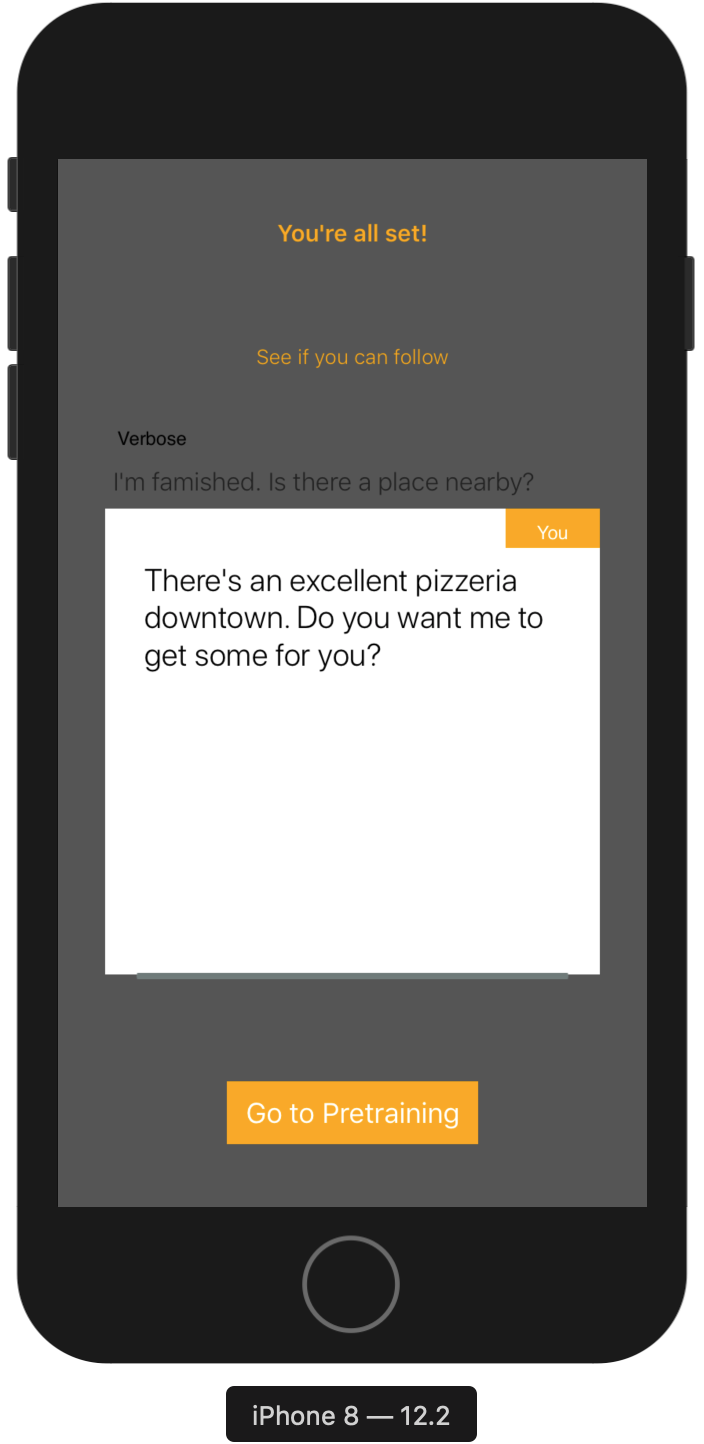 You're all set!
See if you can follow
Verbose
I'm famished. Is there a place nearby?
You
There's an excellent pizzeria
downtown. Do you want me to
get some for you?
Go to Pretraining
iPhone 8 — 12.2